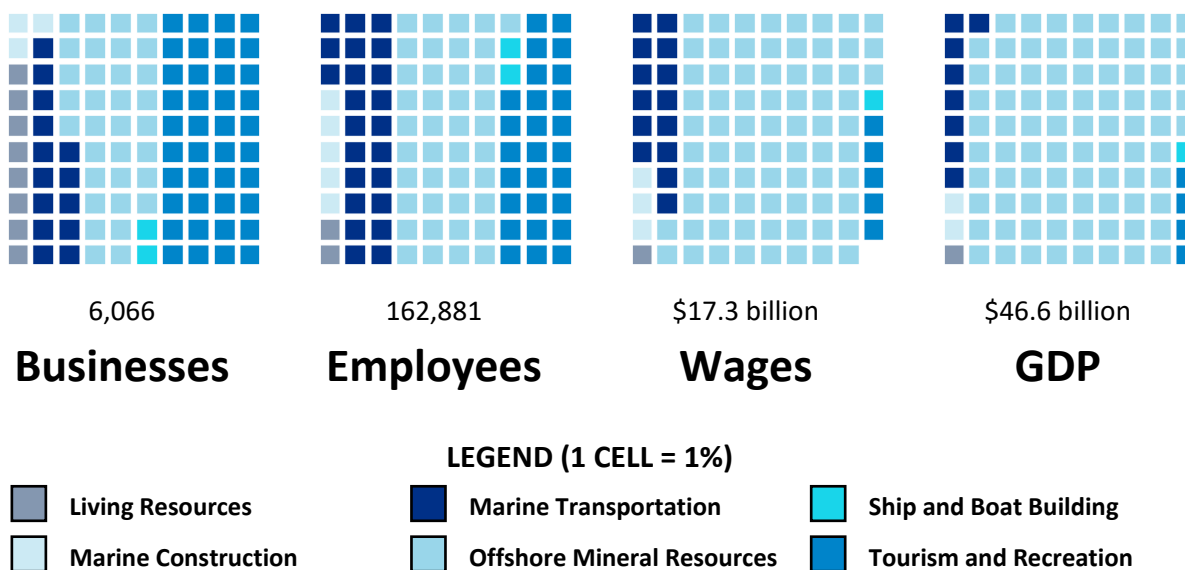 6,066
162,881
$17.3 billion
$46.6 billion
Businesses
Employees
Wages
GDP
LEGEND (1 CELL = 1%)
Living Resources
Marine Transportation
Ship and Boat Building
Marine Construction
Offshore Mineral Resources
Tourism and Recreation